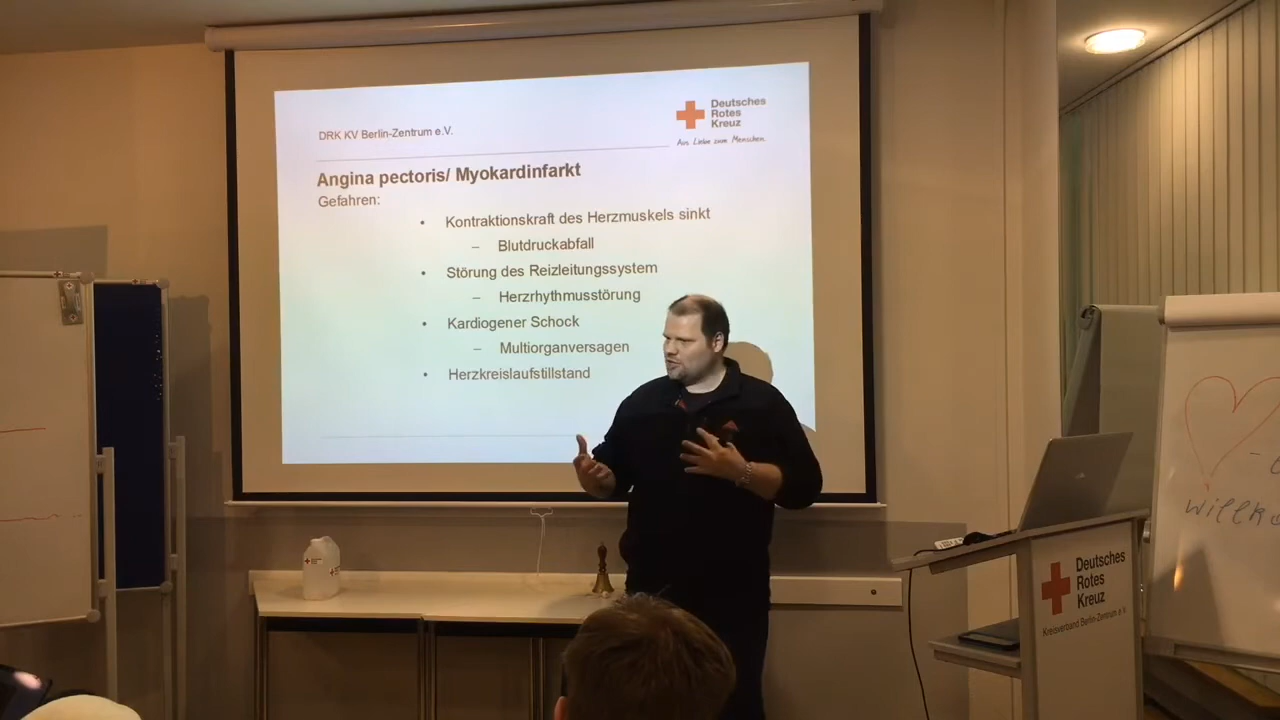 DRK KV Berlin-Zentrum e.V.
Deutsches
Rotes
Kreuz
Aus Liebe zum Menschen.
Angina pectoris/ Myokardinfarkt
Gefahren:
• Kontraktionskraft des Herzmuskels sinkt
– Blutdruckabfall
• Störung des Reizleitungssystem
– Herzrhythmusstörung
• Kardiogener Schock
– Multiorganversagen
• Herzkreislaufstillstand
Deutsches
Rotes
Kreuz
Kreisverband Berlin-Zentrum e.V.